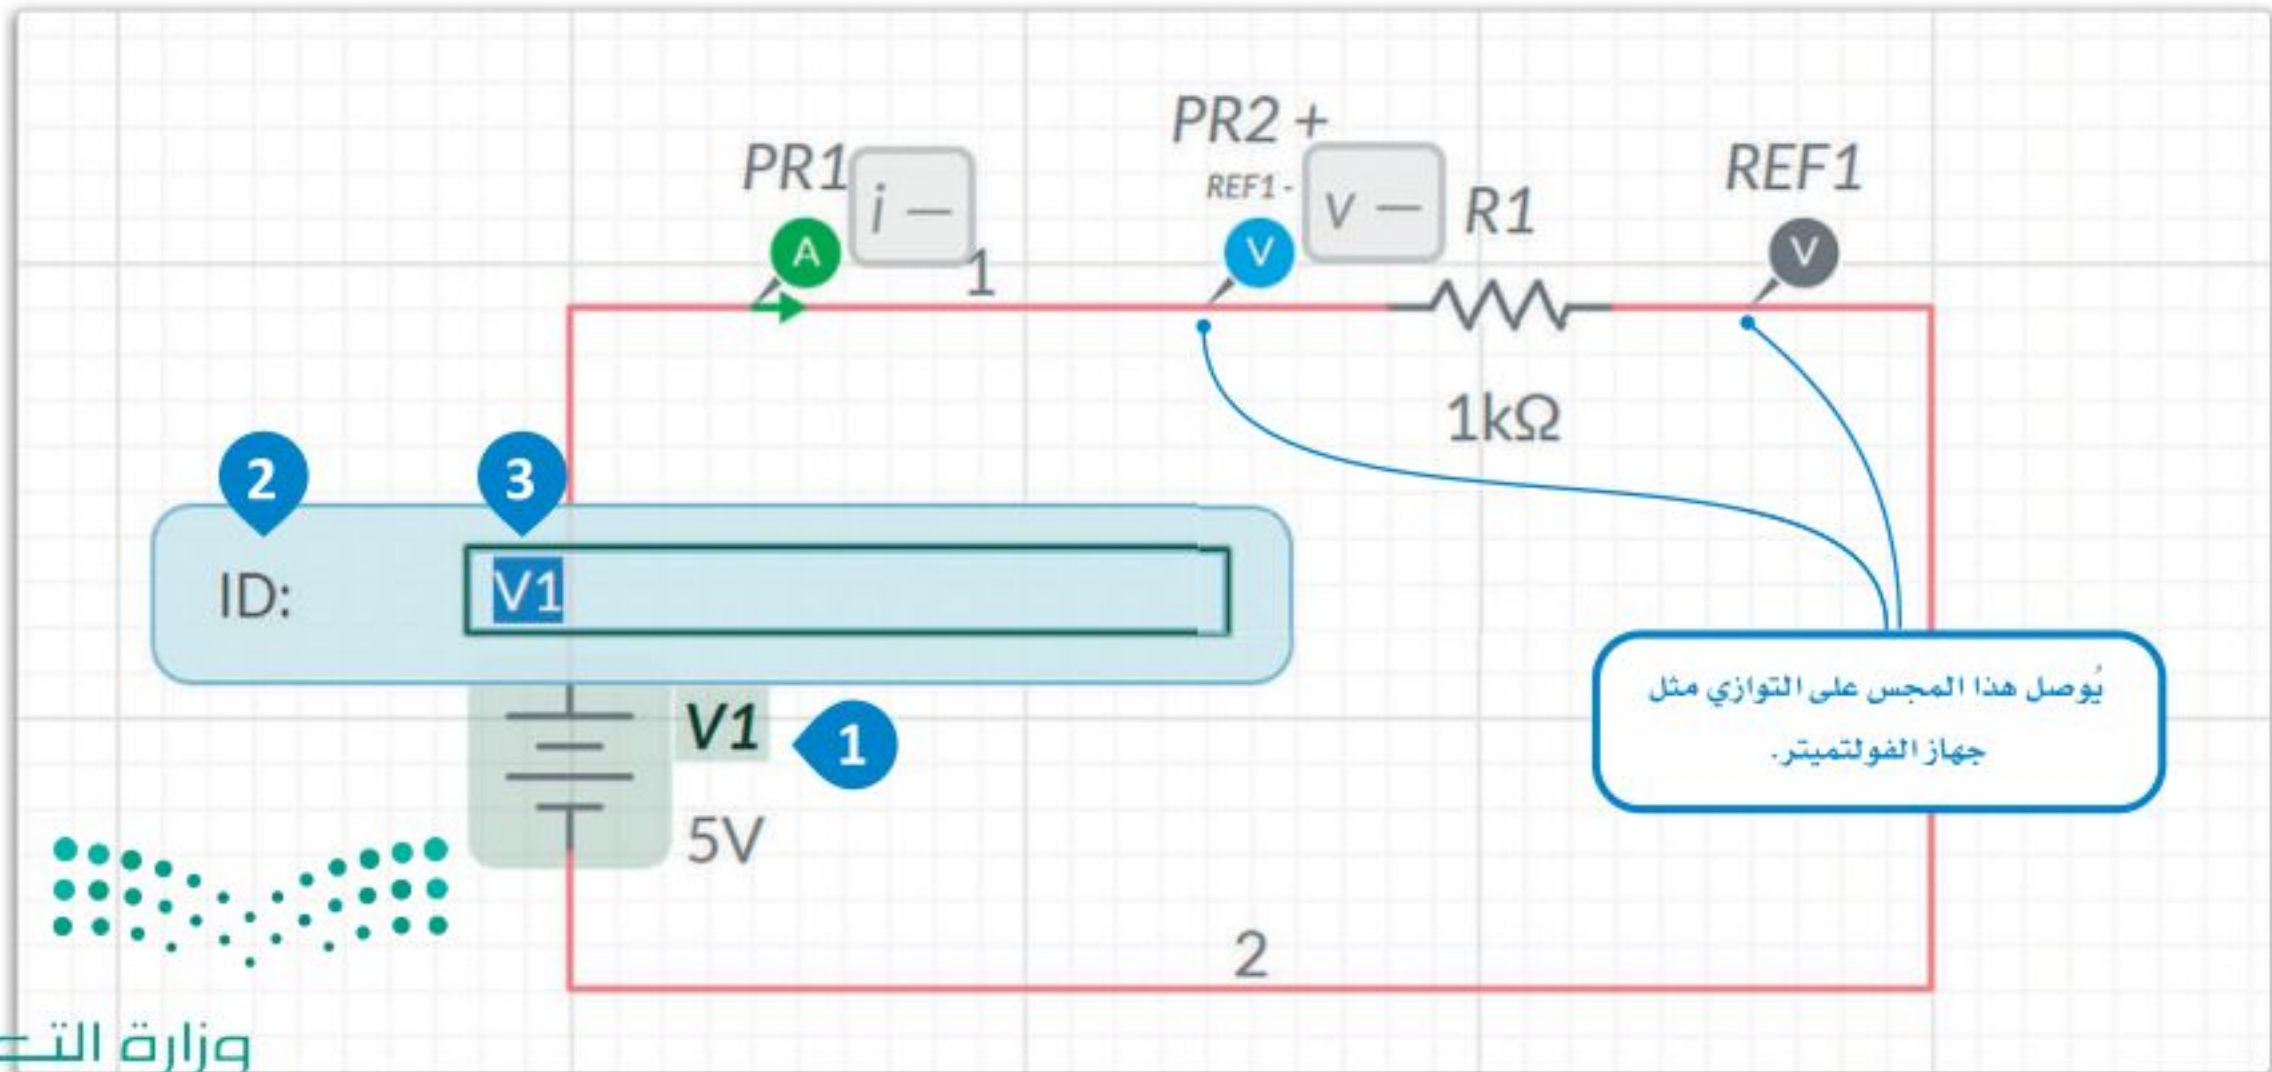 PR1
i —
1
PR2 +
REF1 -
v —
R1
REF1
A
V
V
1kΩ
2
3
ID:
V1
V1
1
5V
يُوصل هذا المجس على التوازي مثل
جهاز الفولتميتر.
2
وزارة التـ